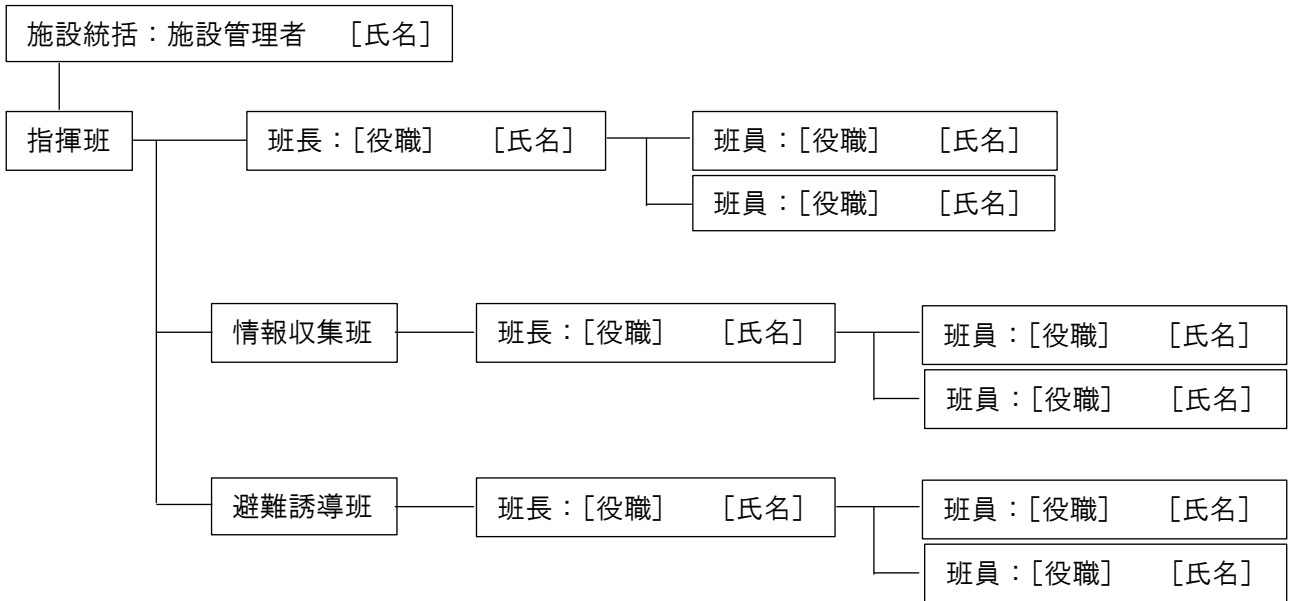 施設統括：施設管理者　［氏名］
指揮班　班長：［役職］　［氏名］　班員：［役職］　［氏名］
班員：［役職］　［氏名］
情報収集班　班長：［役職］　［氏名］　班員：［役職］　［氏名］
班員：［役職］　［氏名］
避難誘導班　班長：［役職］　［氏名］　班員：［役職］　［氏名］
班員：［役職］　［氏名］